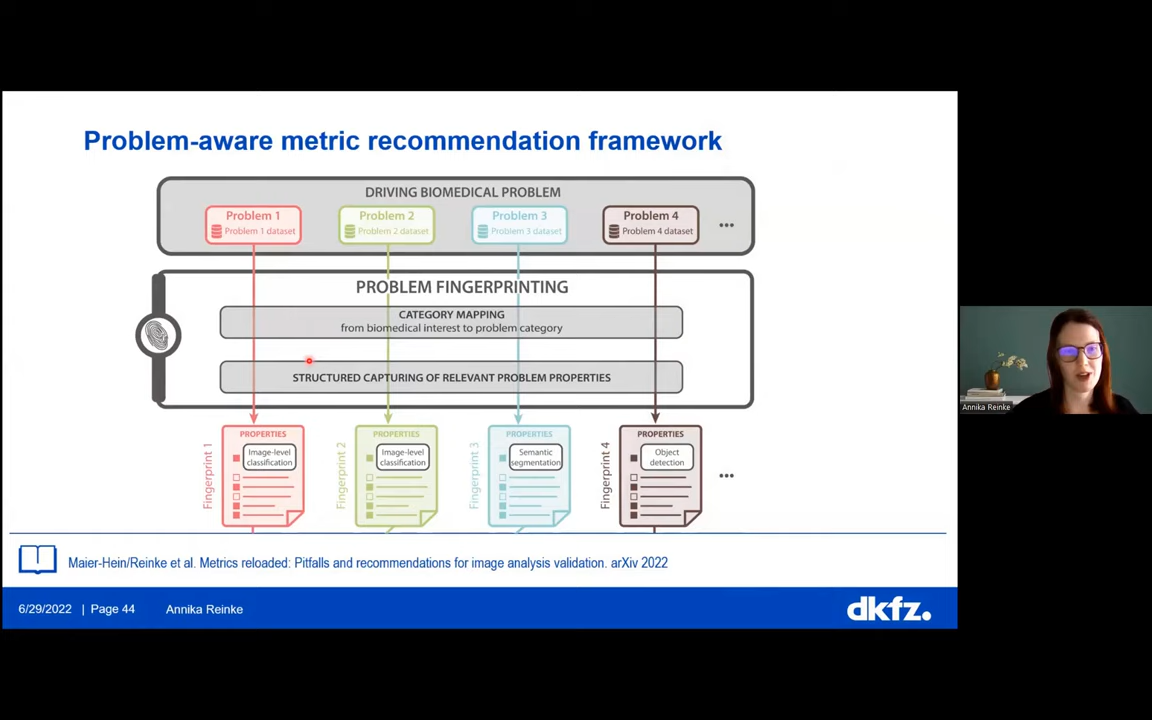 Problem-aware metric recommendation framework
DRIVING BIOMEDICAL PROBLEM
Problem 1
Problem 1 dataset
Problem 2
Problem 2 dataset
Problem 3
Problem 3 dataset
Problem 4
Problem 4 dataset
...
PROBLEM FINGERPRINTING
CATEGORY MAPPING
from biomedical interest to problem category
STRUCTURED CAPTURING OF RELEVANT PROBLEM PROPERTIES
Fingerprint 1
PROPERTIES
Image-level
classification
Fingerprint 2
PROPERTIES
Image-level
classification
Fingerprint 3
PROPERTIES
Semantic
segmentation
Fingerprint 4
PROPERTIES
Object
detection
...
Maier-Hein/Reinke et al. Metrics reloaded: Pitfalls and recommendations for image analysis validation. arXiv 2022
6/29/2022 | Page 44 Annika Reinke
dkfz.
Annika Reinke